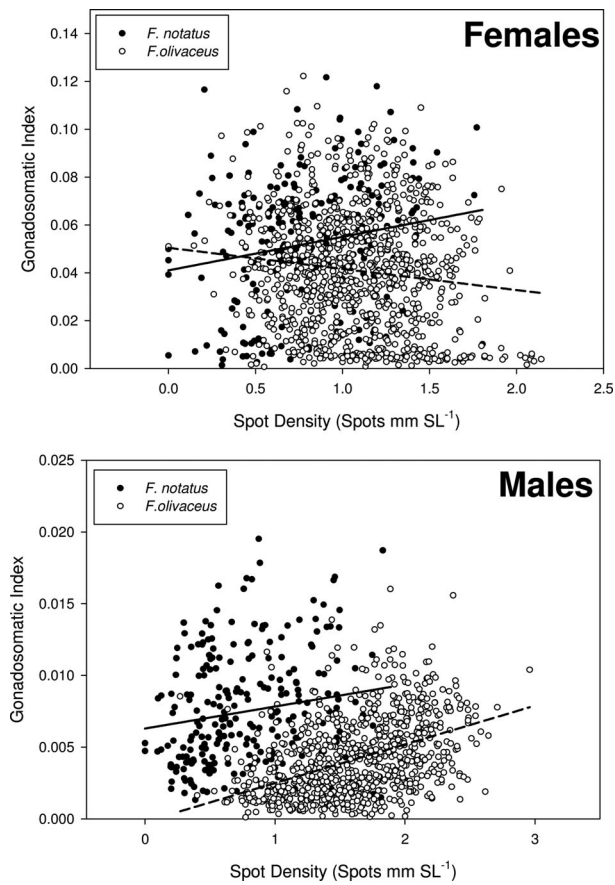 Females
F. notatus
F.olivaceus
Gonadosomatic Index
0.14
0.12
0.10
0.08
0.06
0.04
0.02
0.00
0.0 0.5 1.0 1.5 2.0 2.5
Spot Density (Spots mm SL⁻¹)
Males
F. notatus
F.olivaceus
Gonadosomatic Index
0.025
0.020
0.015
0.010
0.005
0.000
0 1 2 3
Spot Density (Spots mm SL⁻¹)